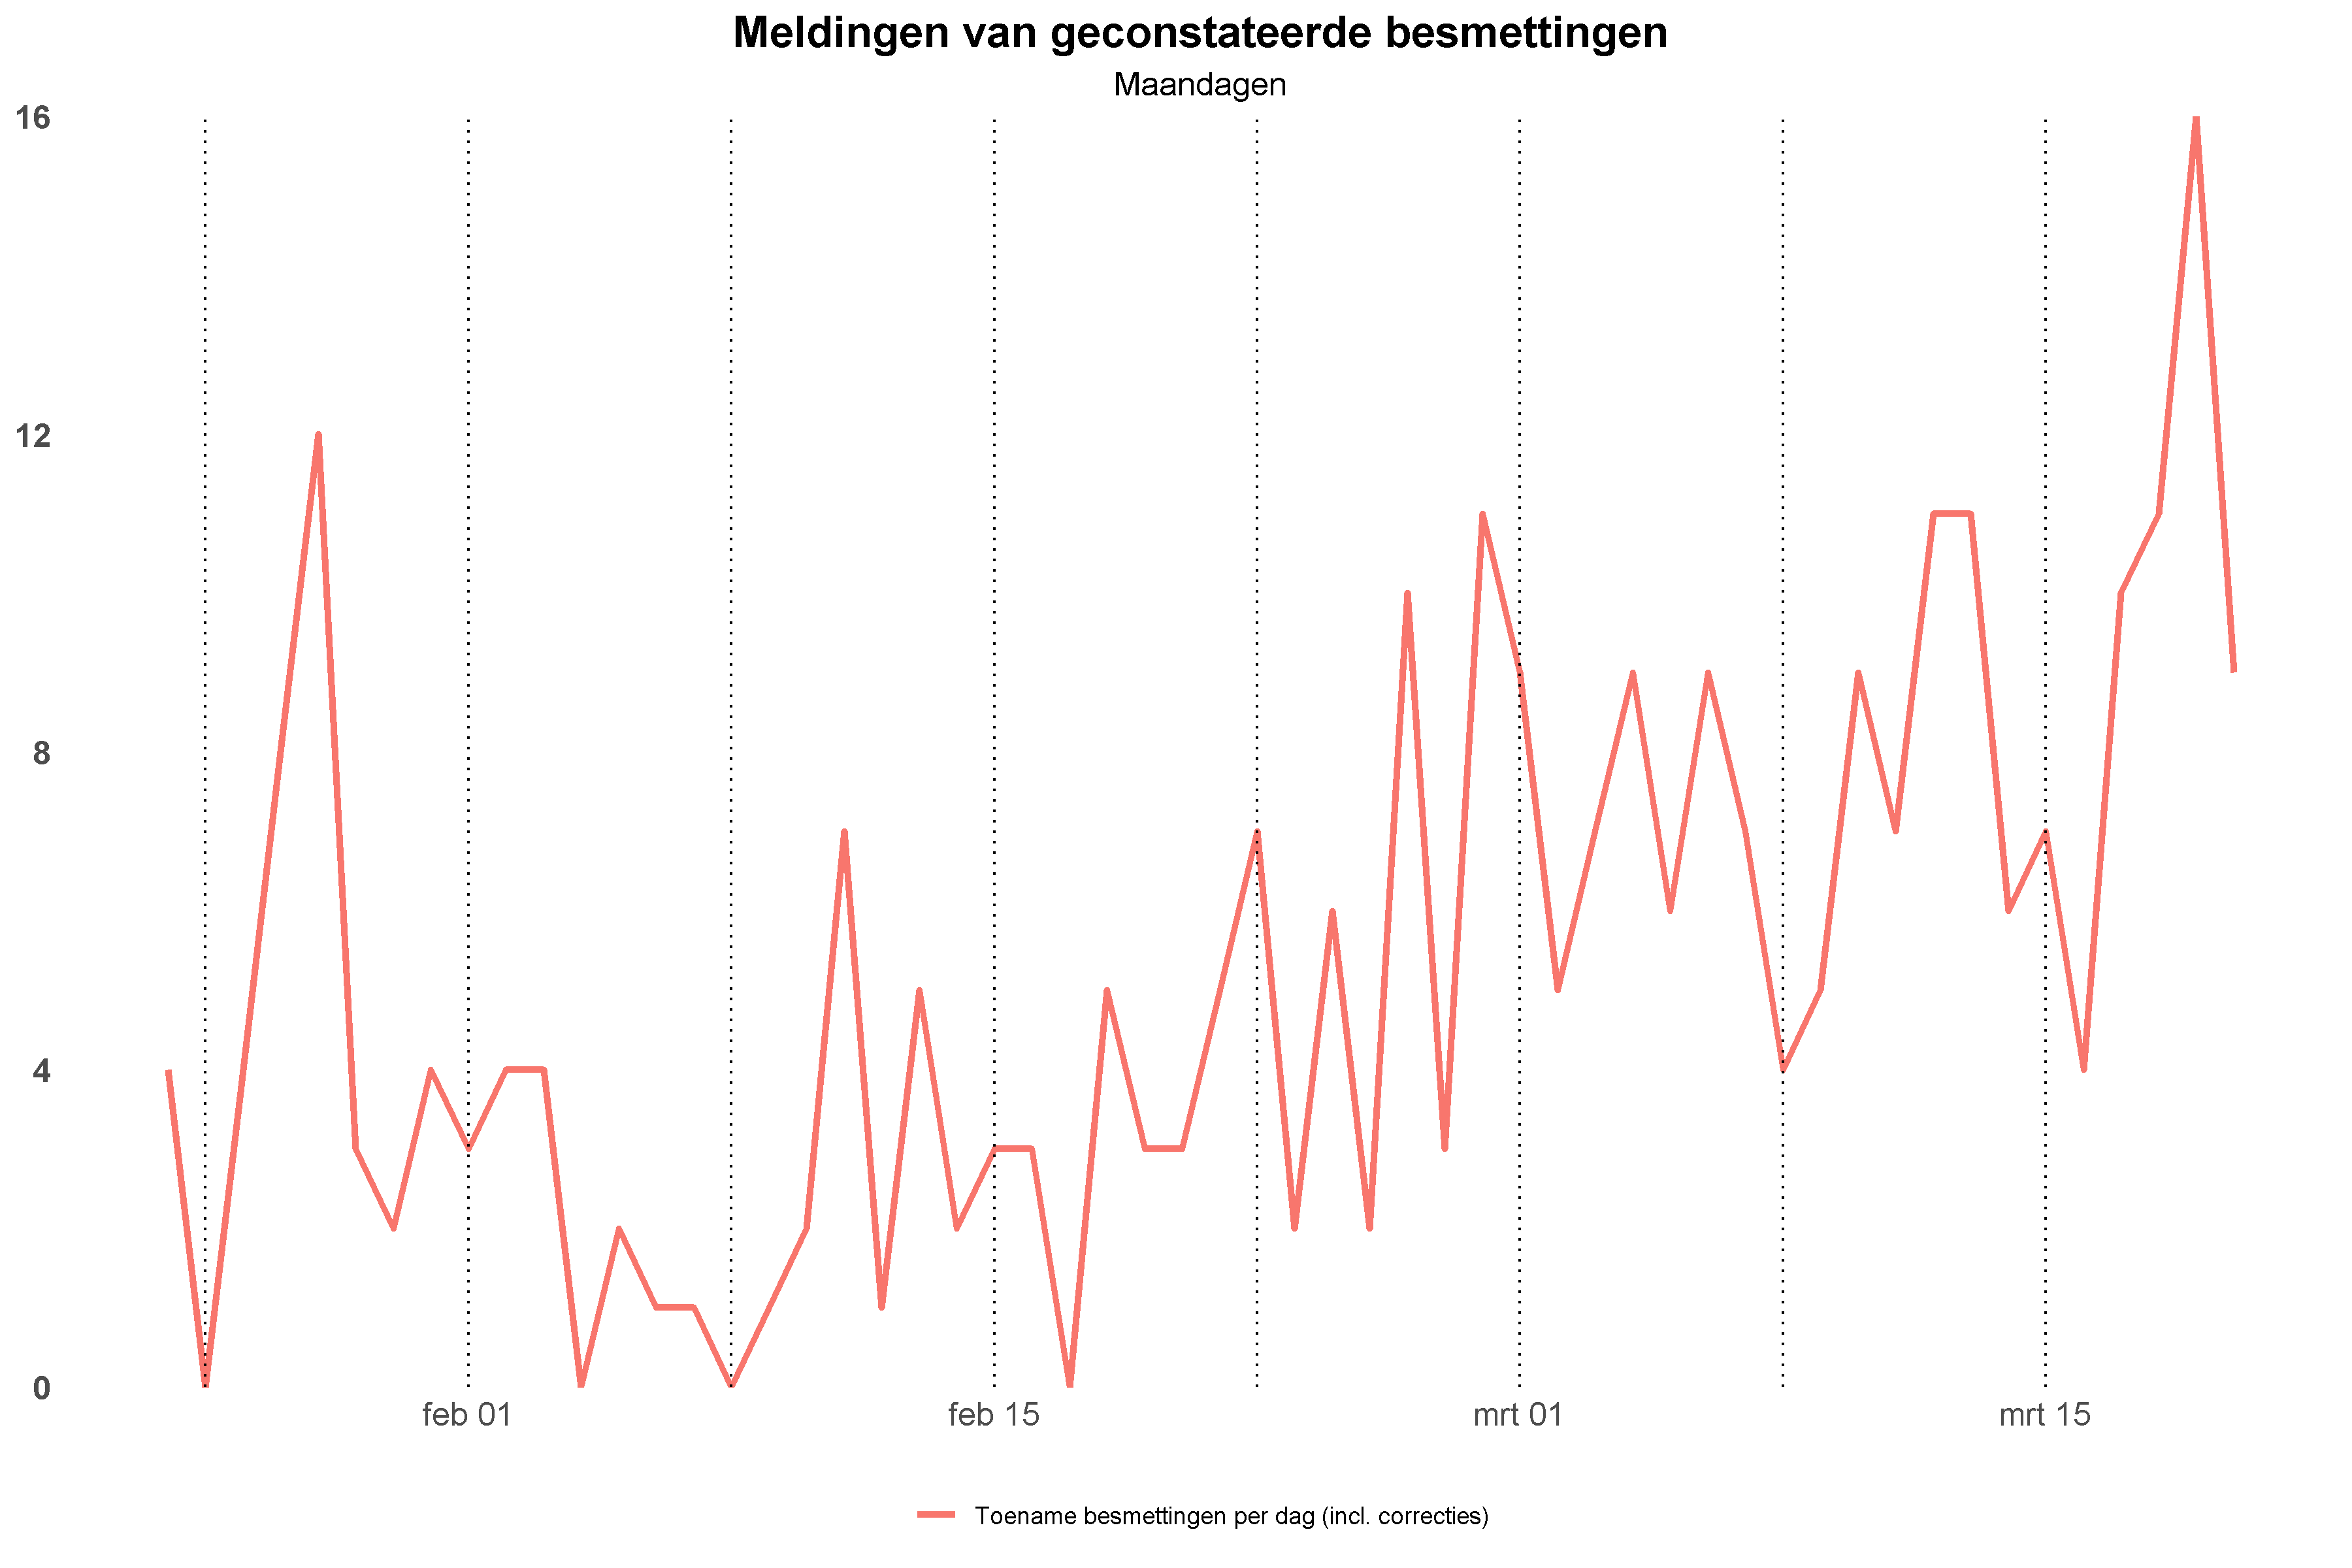 Meldingen van geconstateerde besmettingen
Maandagen
16
12
8
4
0
feb 01
feb 15
mrt 01
mrt 15
Toename besmettingen per dag (incl. correcties)